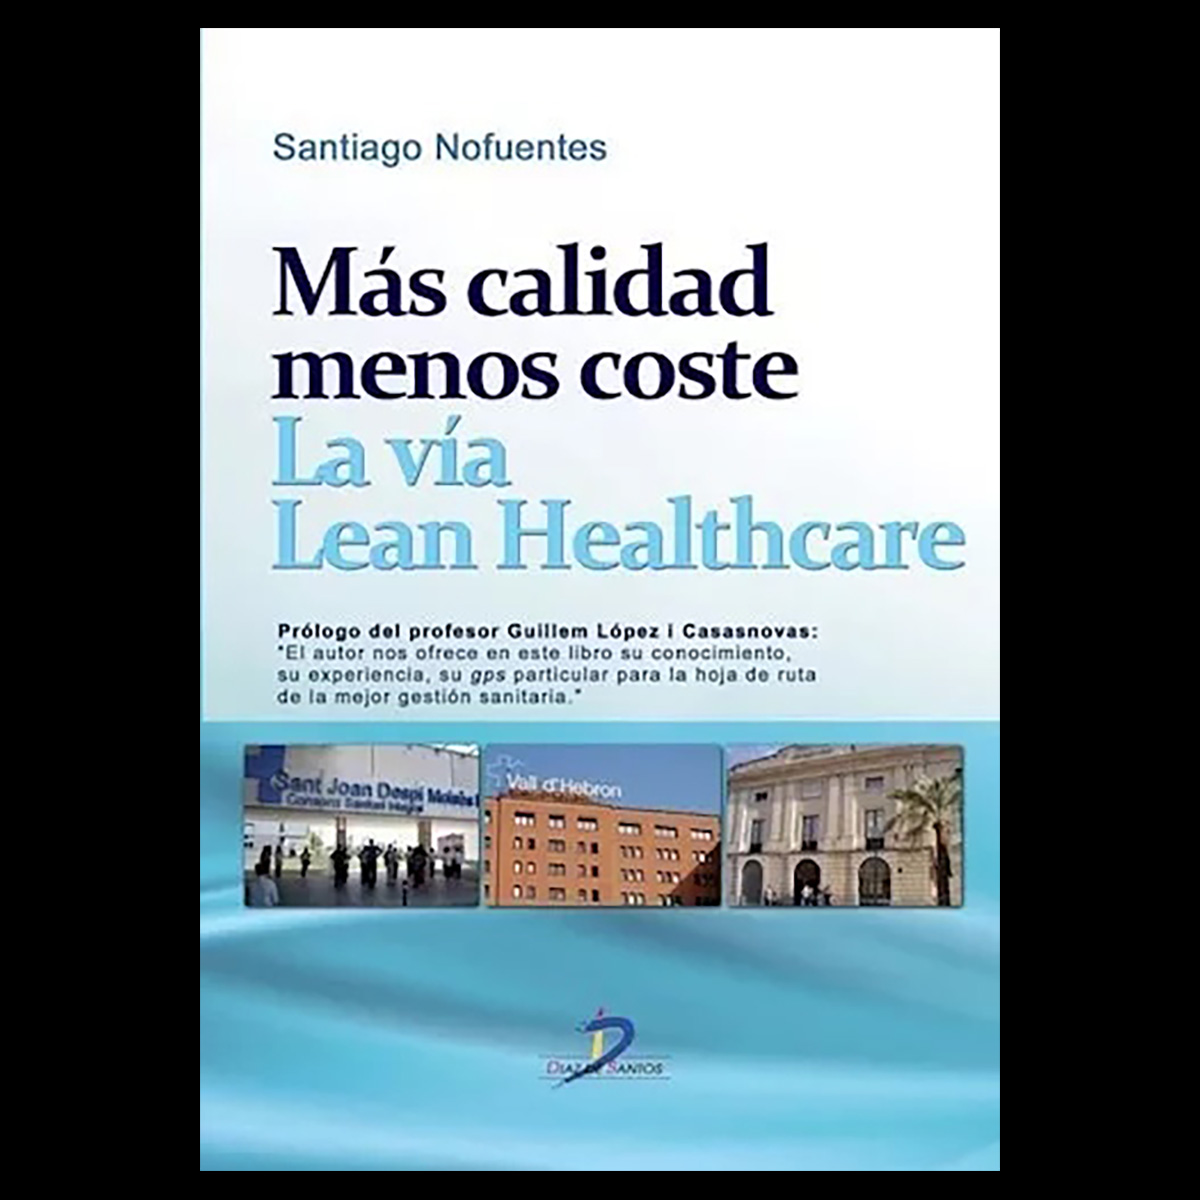 Santiago Nofuentes
Más calidad
menos coste
La vía
Lean Healthcare
Prólogo del profesor Guillem López i Casasnovas:
"El autor nos ofrece en este libro su conocimiento,
su experiencia, su gps particular para la hoja de ruta
de la mejor gestión sanitaria."
Sant Joan Despí Moisès
Consorci Sanitari Integral
Vall d'Hebron
DIAZ DE SANTOS